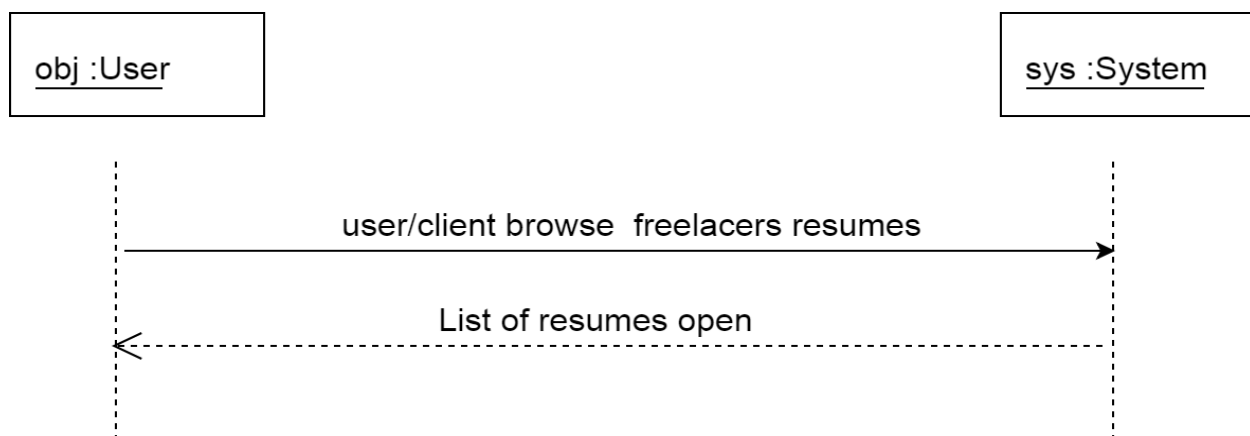 obj :User
sys :System
user/client browse  freelacers resumes
List of resumes open